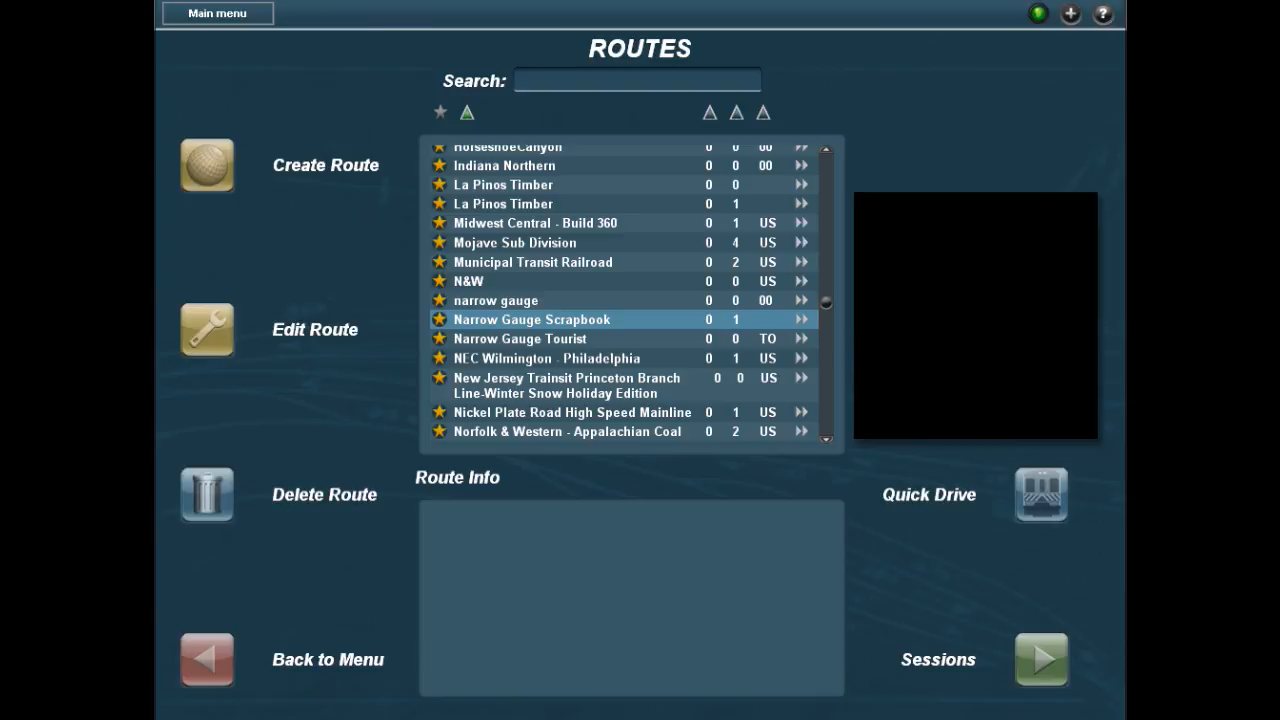 Main menu
?
ROUTES
Search:
HorseshoeCanyon 0 0 00
Indiana Northern 0 0 00
La Pinos Timber 0 0
La Pinos Timber 0 1
Midwest Central - Build 360 0 1 US
Mojave Sub Division 0 4 US
Municipal Transit Railroad 0 2 US
N&W 0 0 US
narrow gauge 0 0 00
Narrow Gauge Scrapbook 0 1
Narrow Gauge Tourist 0 0 TO
NEC Wilmington - Philadelphia 0 1 US
New Jersey Trainsit Princeton Branch 0 0 US
Line-Winter Snow Holiday Edition
Nickel Plate Road High Speed Mainline 0 1 US
Norfolk & Western - Appalachian Coal 0 2 US
Create Route
Edit Route
Delete Route
Back to Menu
Route Info
Quick Drive
Sessions